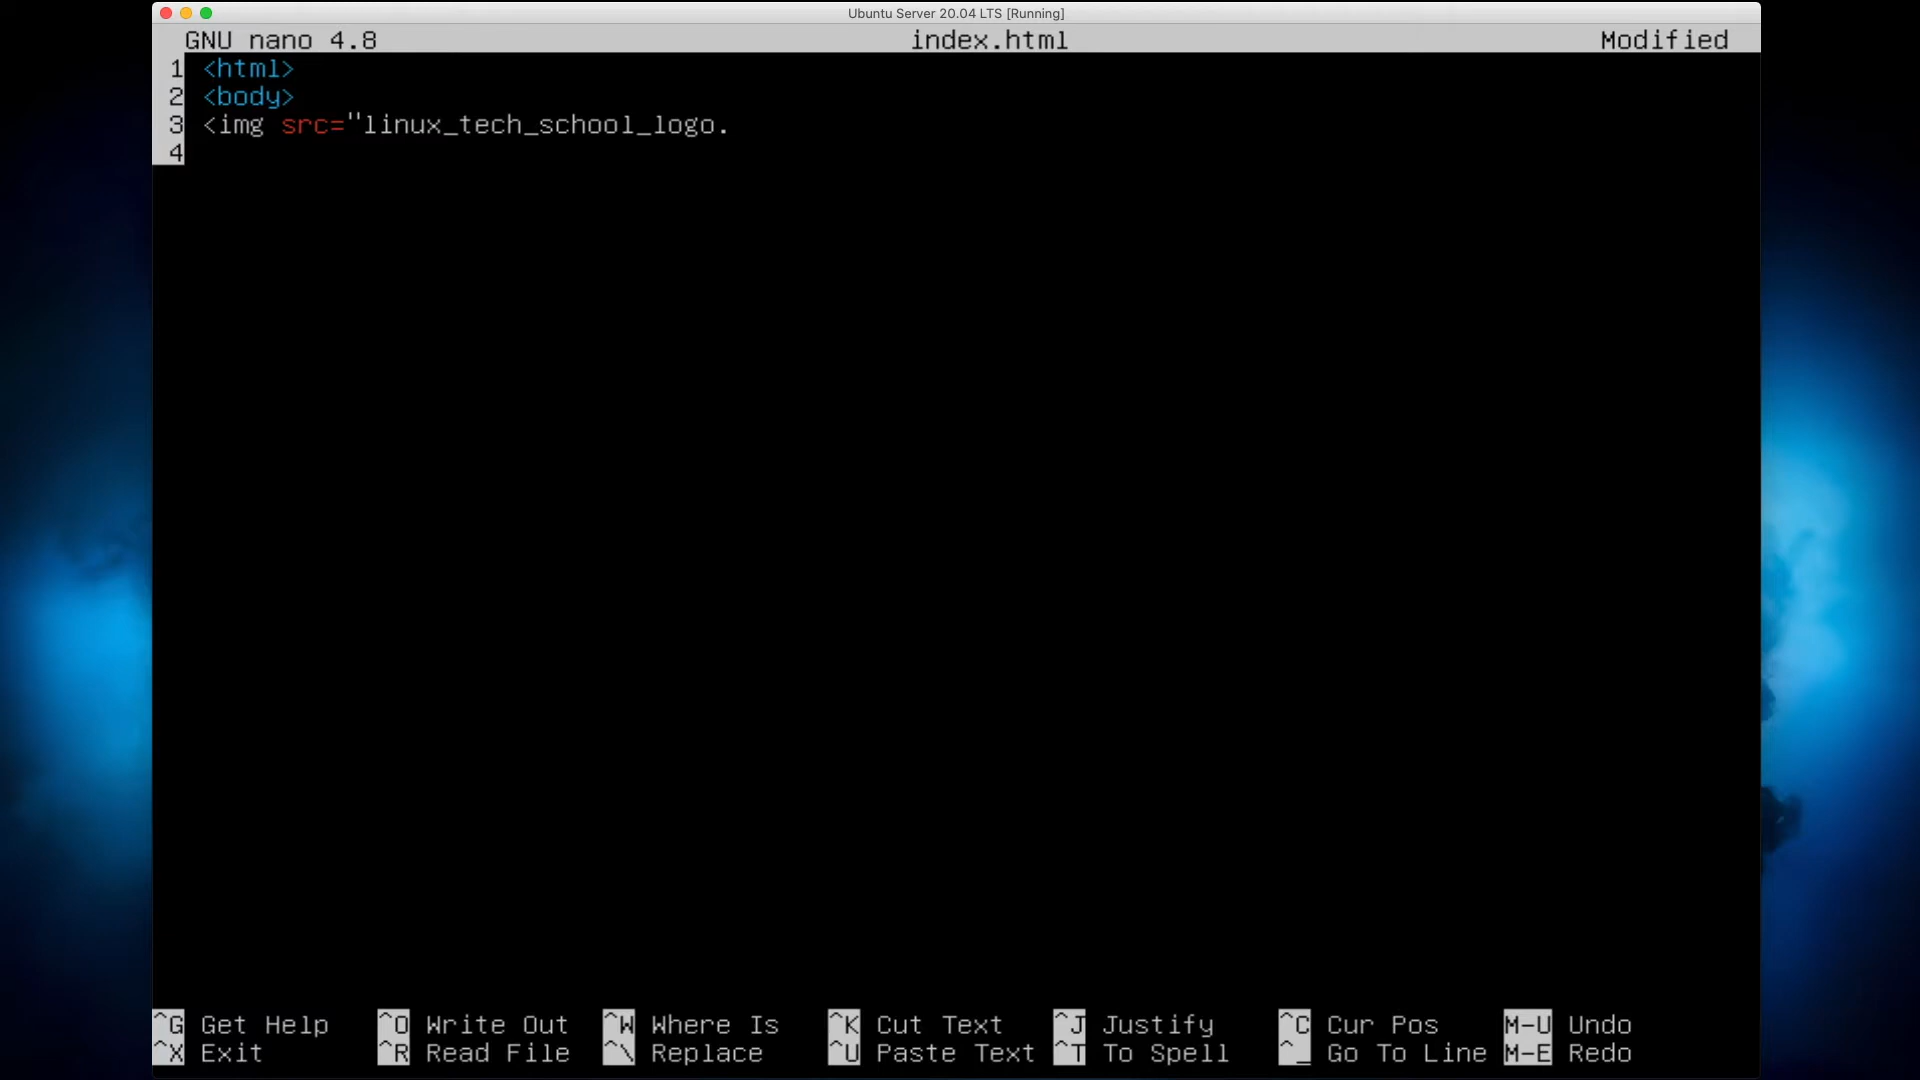 Ubuntu Server 20.04 LTS [Running]
GNU nano 4.8 index.html Modified
1 <html>
2 <body>
3 <img src="linux_tech_school_logo.
4
^G Get Help ^O Write Out ^W Where Is ^K Cut Text ^J Justify ^C Cur Pos M-U Undo
^X Exit ^R Read File ^\ Replace ^U Paste Text ^T To Spell ^_ Go To Line M-E Redo